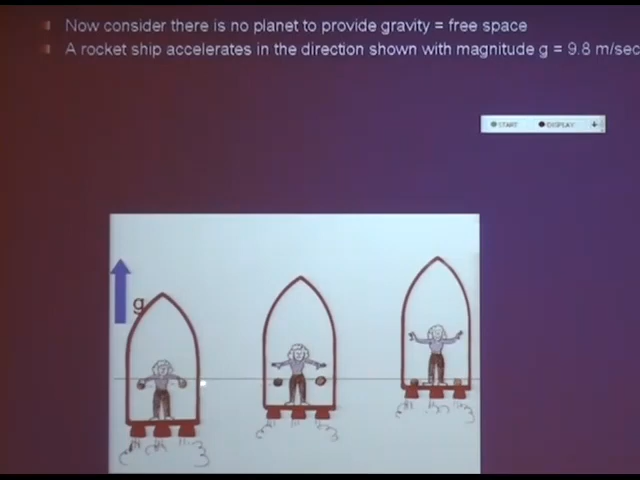 Now consider there is no planet to provide gravity = free space
A rocket ship accelerates in the direction shown with magnitude g = 9.8 m/sec
START DISPLAY
g